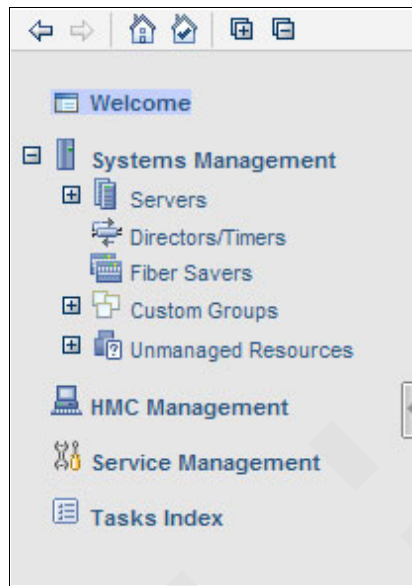 Welcome
Systems Management
Servers
Directors/Timers
Fiber Savers
Custom Groups
Unmanaged Resources
HMC Management
Service Management
Tasks Index